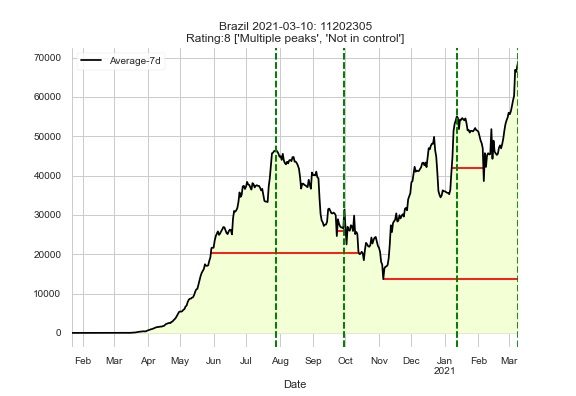 Brazil 2021-03-10: 11202305
Rating:8 ['Multiple peaks', 'Not in control']
Average-7d
70000
60000
50000
40000
30000
20000
10000
0
Feb Mar Apr May Jun Jul Aug Sep Oct Nov Dec Jan Feb Mar
2021
Date